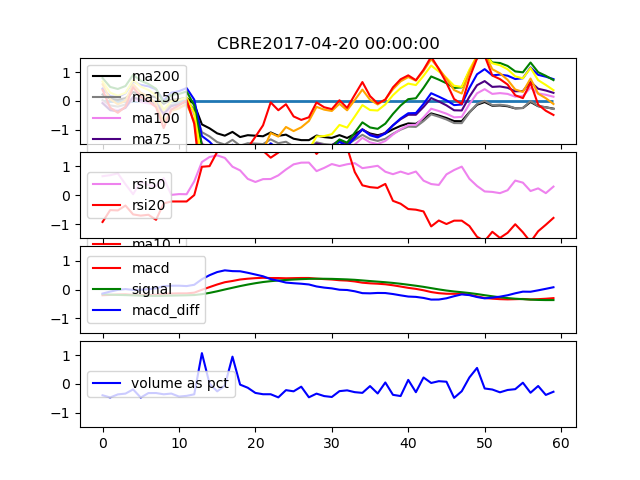 CBRE2017-04-20 00:00:00
1
0
−1
ma200
ma150
ma100
ma75
1
0
−1
rsi50
rsi20
ma10
1
0
−1
macd
signal
macd_diff
1
0
−1
volume as pct
0 10 20 30 40 50 60